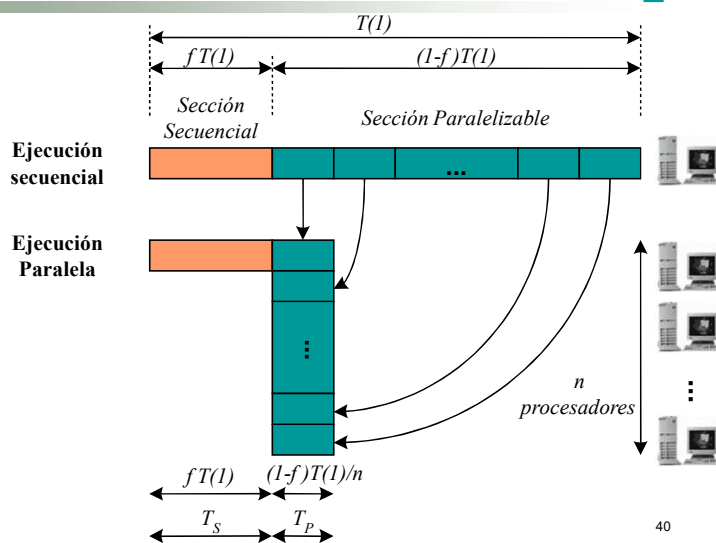 T(1)
f T(1)
(1-f)T(1)
Sección
Secuencial
Sección Paralelizable
Ejecución
secuencial
...
Ejecución
Paralela
...
n
procesadores
...
f T(1)
(1-f)T(1)/n
T_S
T_P
40